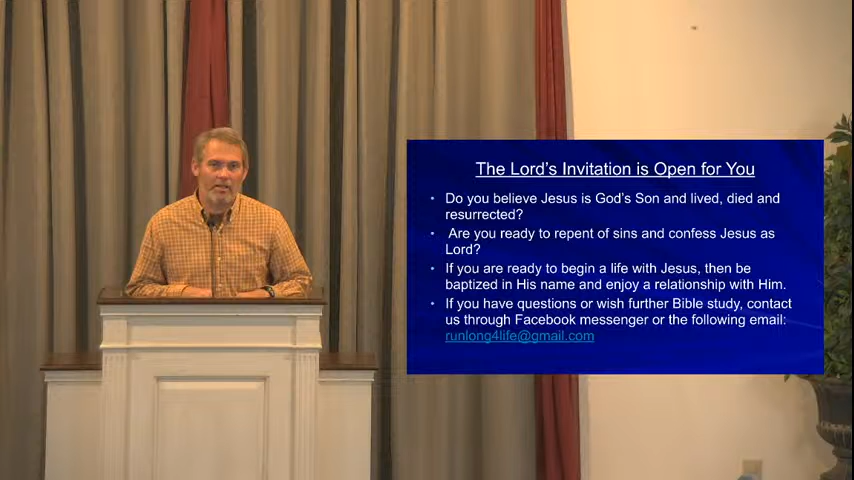 The Lord's Invitation is Open for You
• Do you believe Jesus is God's Son and lived, died and
resurrected?
• Are you ready to repent of sins and confess Jesus as
Lord?
• If you are ready to begin a life with Jesus, then be
baptized in His name and enjoy a relationship with Him.
• If you have questions or wish further Bible study, contact
us through Facebook messenger or the following email:
runlong4life@gmail.com